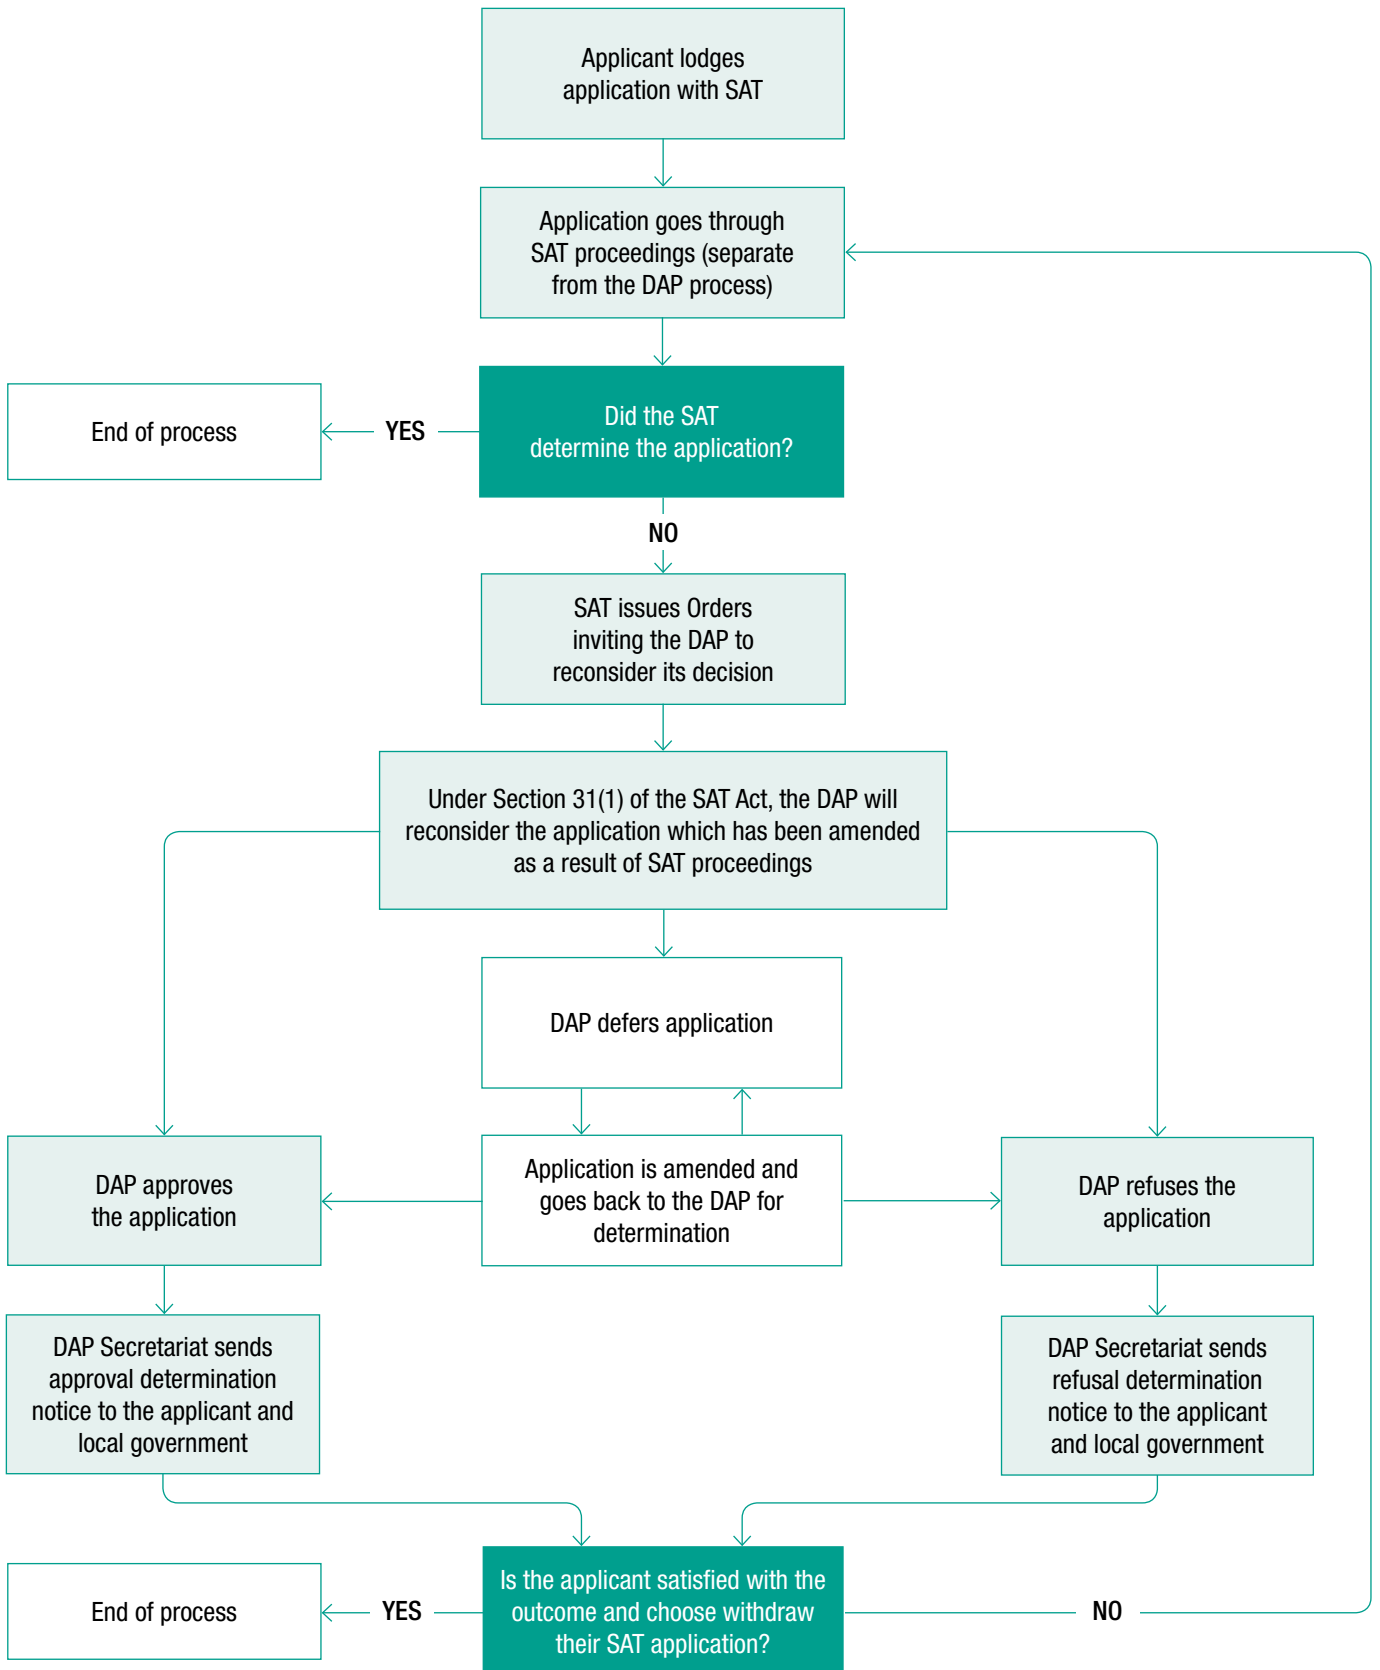 Applicant lodges
application with SAT
Application goes through
SAT proceedings (separate
from the DAP process)
Did the SAT
determine the application?
YES
End of process
NO
SAT issues Orders
inviting the DAP to
reconsider its decision
Under Section 31(1) of the SAT Act, the DAP will
reconsider the application which has been amended
as a result of SAT proceedings
DAP defers application
DAP approves
the application
Application is amended and
goes back to the DAP for
determination
DAP refuses the
application
DAP Secretariat sends
approval determination
notice to the applicant and
local government
DAP Secretariat sends
refusal determination
notice to the applicant
and local government
Is the applicant satisfied with the
outcome and choose withdraw
their SAT application?
YES
End of process
NO